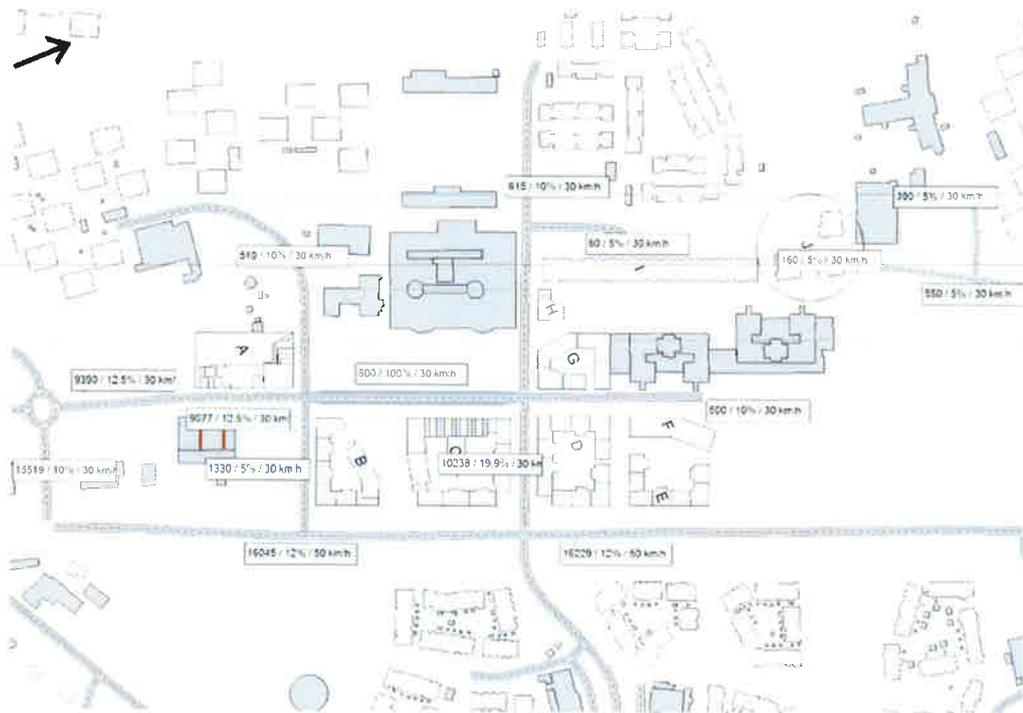 615 / 10% / 30 km/h
390 / 5% / 30 km/h
60 / 5% / 30 km/h
510 / 10% / 30 km/h
160 / 5% / 30 km/h
I
J
550 / 5% / 30 km/h
H
A
G
500 / 100% / 30 km/h
9390 / 12.5% / 30 km/
500 / 10% / 30 km/h
9077 / 12.5% / 30 km
F
B
C
D
10238 / 19,9% / 30 km
15519 / 10% / 30 km/
1330 / 5% / 30 km/h
E
16045 / 12% / 50 km/h
16229 / 12% / 50 km/h